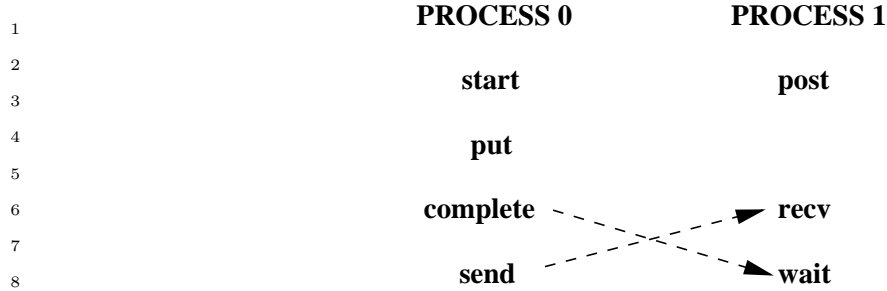 PROCESS 0 PROCESS 1
1
2
start post
3
4
put
5
6
complete recv
7
8
send wait